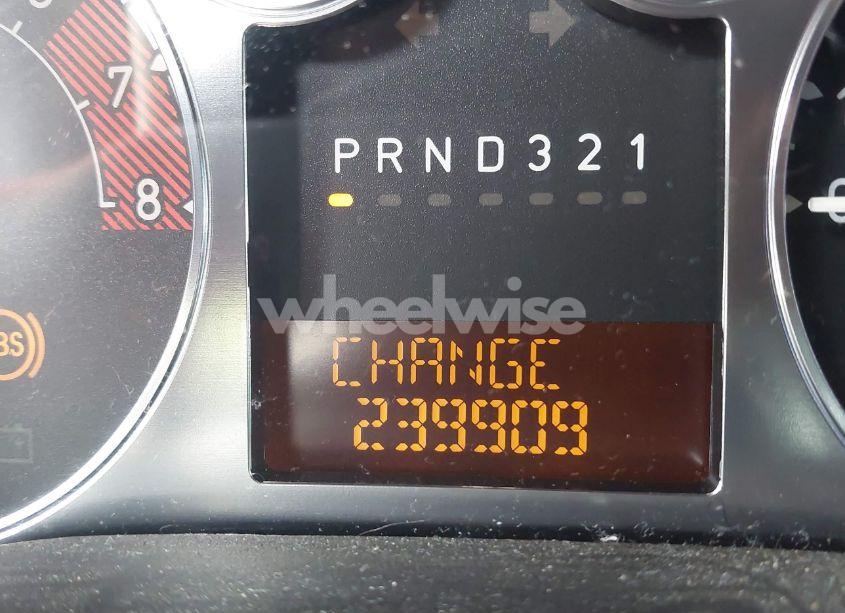 7
8
PRND321
wheelwise
CHANGE
239909